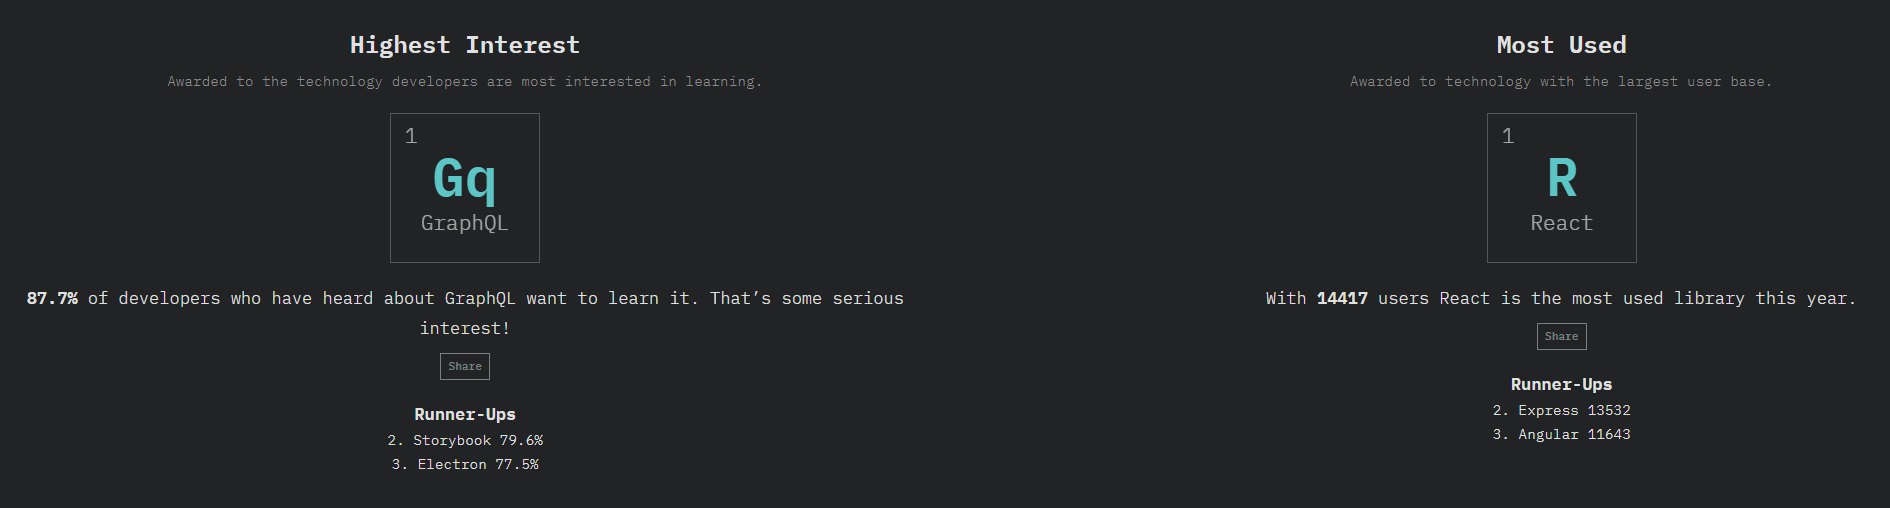 Highest Interest
Awarded to the technology developers are most interested in learning.
1
Gq
GraphQL
87.7% of developers who have heard about GraphQL want to learn it. That’s some serious
interest!
Share
Runner-Ups
2. Storybook 79.6%
3. Electron 77.5%
Most Used
Awarded to technology with the largest user base.
1
R
React
With 14417 users React is the most used library this year.
Share
Runner-Ups
2. Express 13532
3. Angular 11643